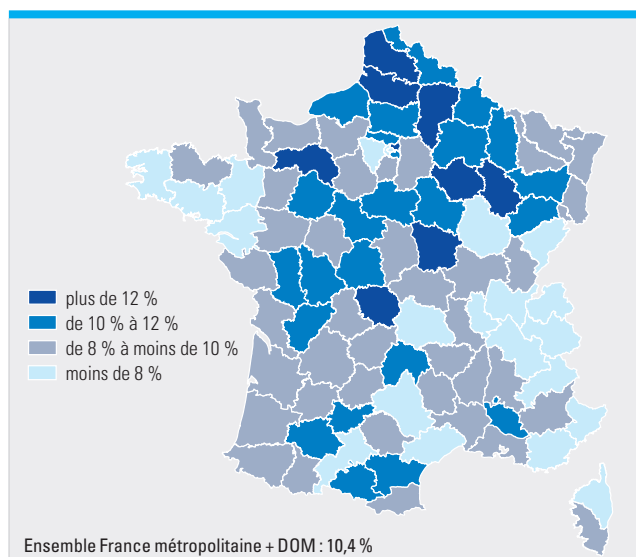 plus de 12 %
de 10 % à 12 %
de 8 % à moins de 10 %
moins de 8 %
Ensemble France métropolitaine + DOM : 10,4 %